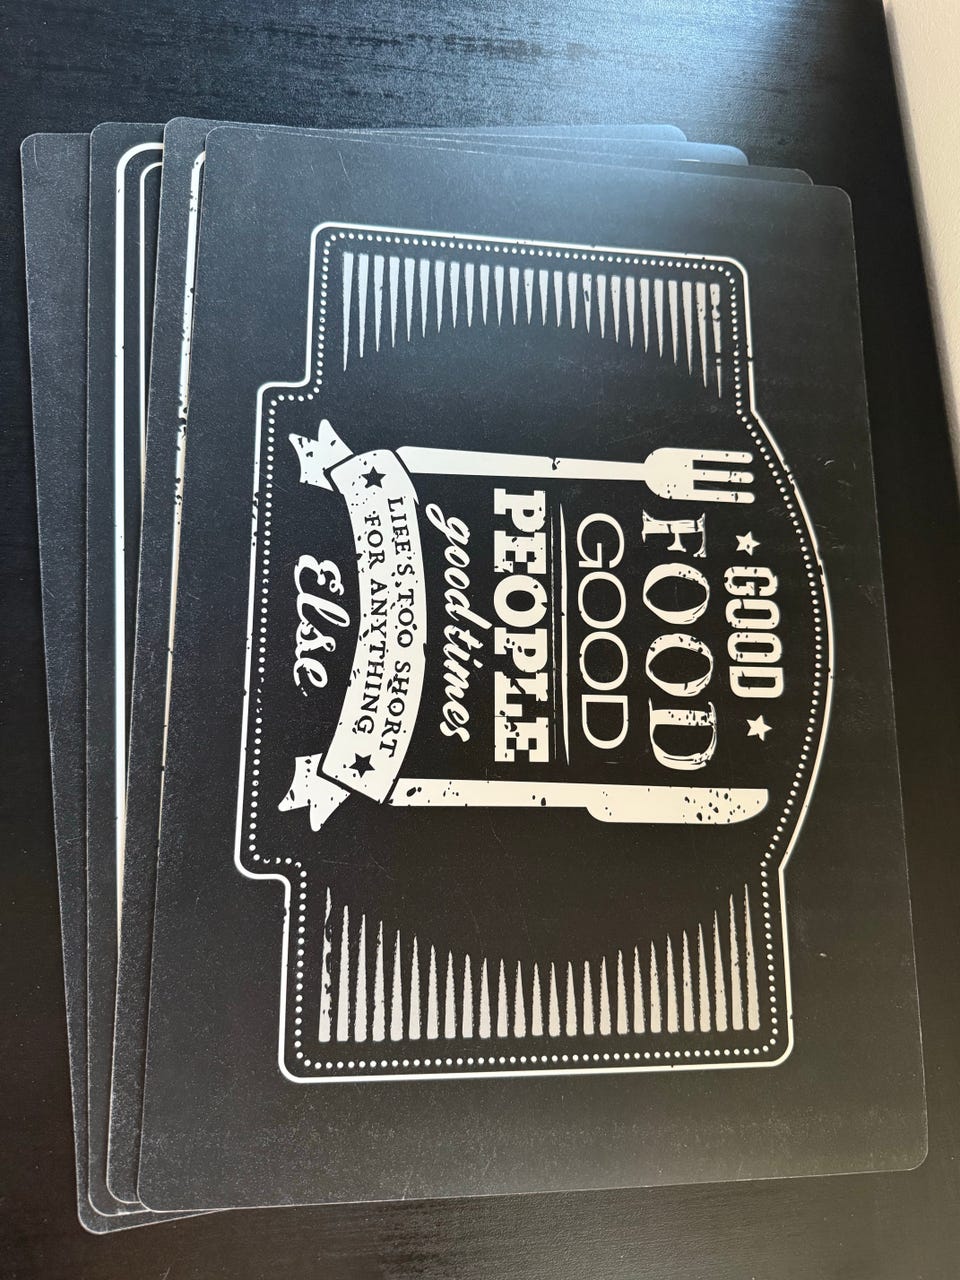 GOOD
FOOD
GOOD
PEOPLE
good times
LIFE'S TOO SHORT
FOR ANYTHING
Else